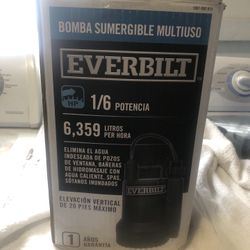 BOMBA SUMERGIBLE MULTIUSO
EVERBILT
HP
1/6 POTENCIA
6,359 LITROS
POR HORA
ELIMINA EL AGUA
INDESEADA DE POZOS
DE VENTANA, BAÑERAS
DE HIDROMASAJE CON
AGUA CALIENTE, SPAS,
SÓTANOS INUNDADOS
ELEVACIÓN VERTICAL
DE 20 PIES MÁXIMO
EVERBILT
1 AÑOS
GARANTÍA